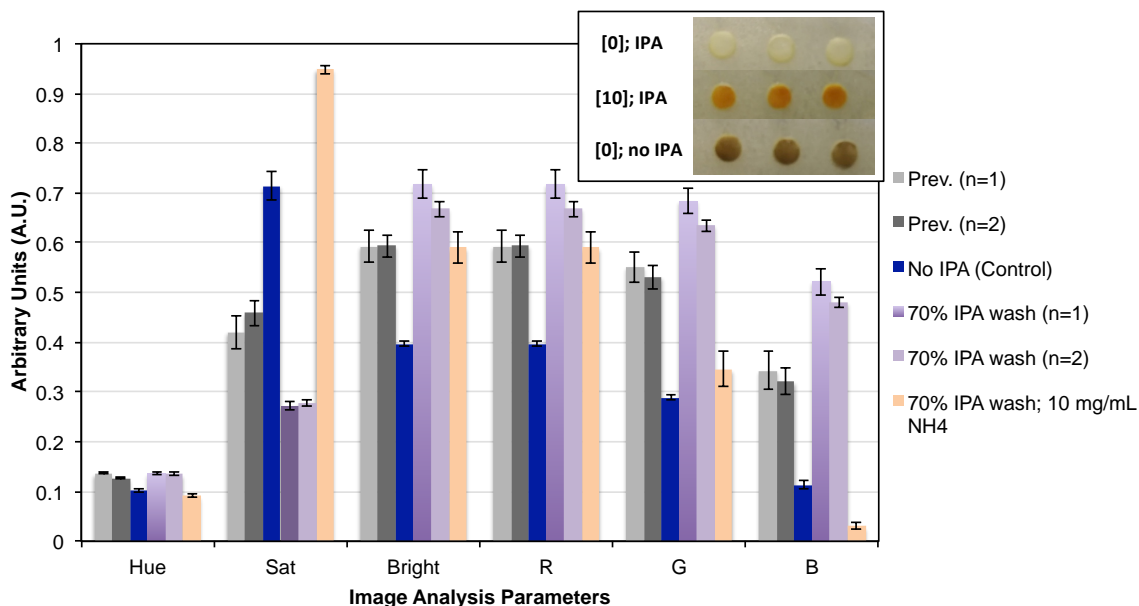 [0]; IPA
[10]; IPA
[0]; no IPA
1
0.9
0.8
0.7
0.6
0.5
0.4
0.3
0.2
0.1
0
Arbitrary Units (A.U.)
Hue Sat Bright R G B
Image Analysis Parameters
Prev. (n=1)
Prev. (n=2)
No IPA (Control)
70% IPA wash (n=1)
70% IPA wash (n=2)
70% IPA wash; 10 mg/mL
NH4